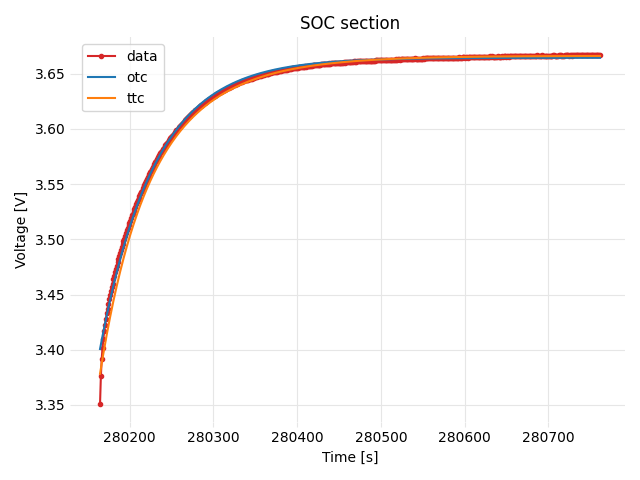 SOC section
data
otc
ttc
Voltage [V]
3.65
3.60
3.55
3.50
3.45
3.40
3.35
280200 280300 280400 280500 280600 280700
Time [s]